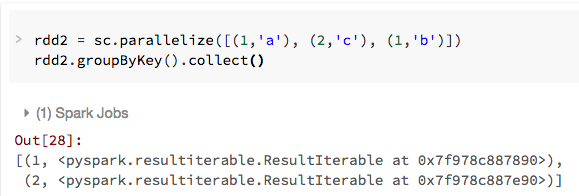 > rdd2 = sc.parallelize([(1,'a'), (2,'c'), (1,'b')])
rdd2.groupByKey().collect()
▸ (1) Spark Jobs
Out[28]:
[(1, <pyspark.resultiterable.ResultIterable at 0x7f978c887890>),
(2, <pyspark.resultiterable.ResultIterable at 0x7f978c887e90>)]